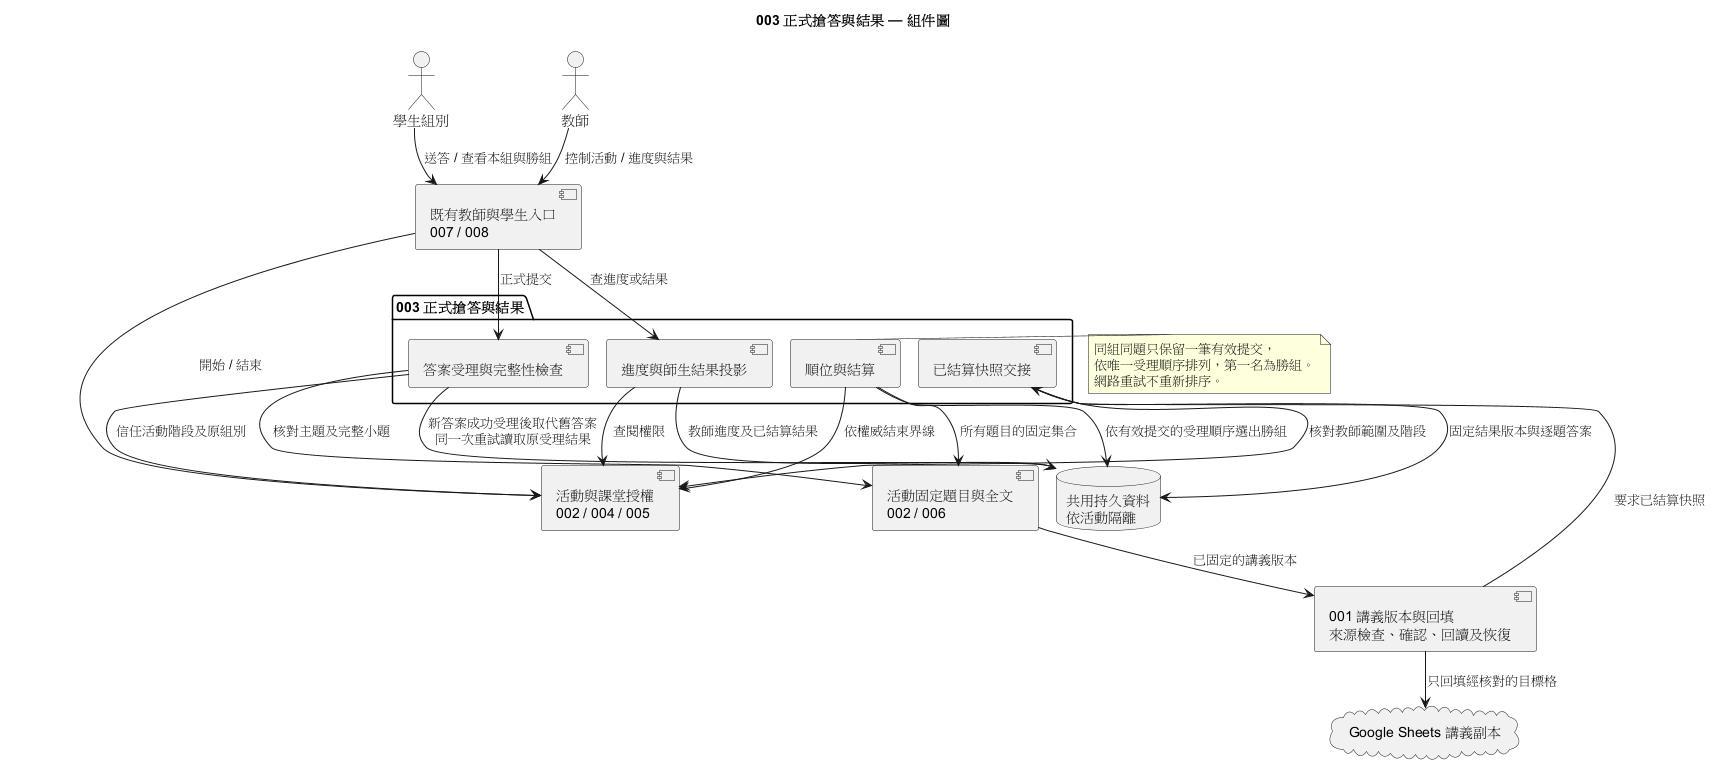 003 正式搶答與結果 — 組件圖
學生組別
教師
送答 / 查看本組與勝組
控制活動 / 進度與結果
既有教師與學生入口
007 / 008
正式提交
查進度或結果
003 正式搶答與結果
開始 / 結束
答案受理與完整性檢查
進度與師生結果投影
順位與結算
已結算快照交接
同組同題只保留一筆有效提交，
依唯一受理順序排列，第一名為勝組。
網路重試不重新排序。
信任活動階段及原組別
核對主題及完整小題
新答案成功受理後取代舊答案
同一次重試讀取原受理結果
查閱權限
教師進度及已結算結果
依權威結束界線
所有題目的固定集合
依有效提交的受理順序選出勝組
核對教師範圍及階段
固定結果版本與逐題答案
活動與課堂授權
002 / 004 / 005
活動固定題目與全文
002 / 006
共用持久資料
依活動隔離
要求已結算快照
已固定的講義版本
001 講義版本與回填
來源檢查、確認、回讀及恢復
只回填經核對的目標格
Google Sheets 講義副本